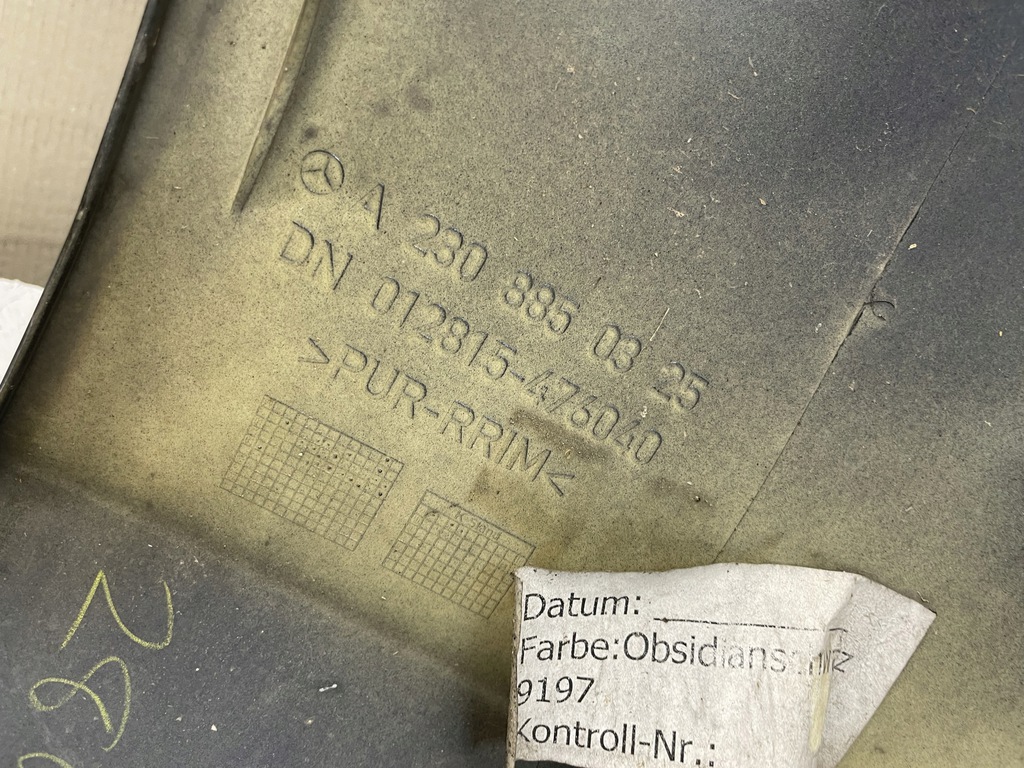 A 230 885 03 25
DN 012815-476040
>PUR-RRIM<
Datum:
Farbe:Obsidians
9197
Kontroll-Nr.: